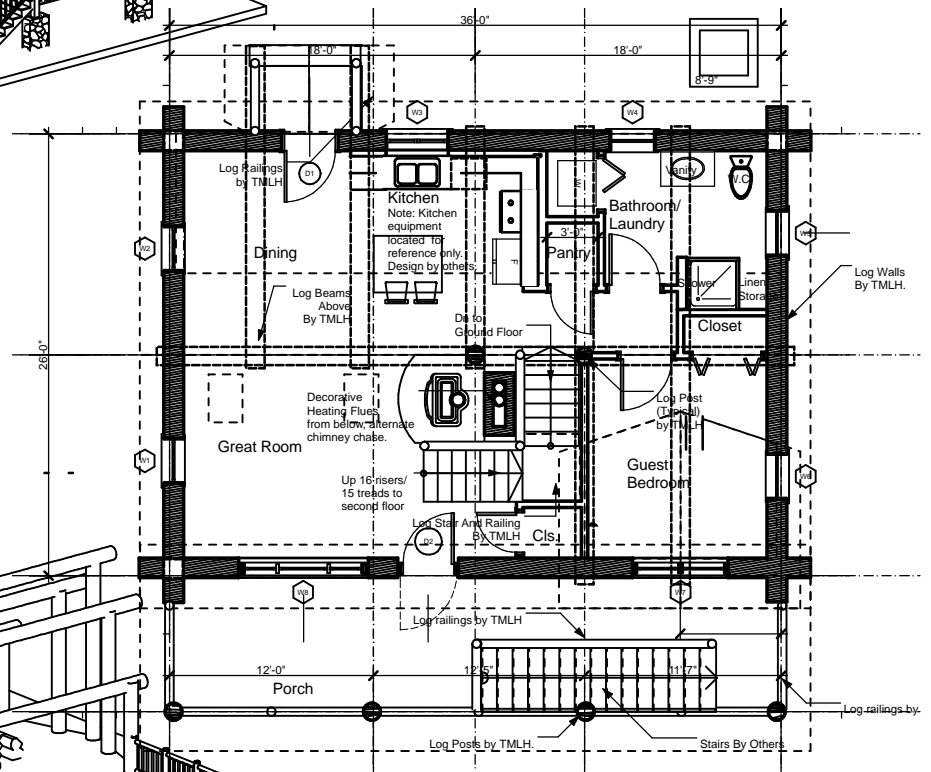 36'-0"
18'-0"
18'-0"
8'-9"
W3
W4
Log Railings
by TMLH
D1
Kitchen
Note: Kitchen
equipment
located for
reference only.
Design by others
Vanity
W.C.
Bathroom/
Laundry
3'-0"
Pantry
F
W2
Dining
W5
Shower
Linen
Storage
Log Walls
By TMLH.
Log Beams
Above
By TMLH
Dn to
Ground Floor
Closet
26'-0"
Decorative
Heating Flues
from below, alternate
chimney chase.
Log Post
(Typical)
by TMLH
Great Room
W1
Guest
Bedroom
W6
Up 16 risers/
15 treads to
second floor
Log Stair And Railing
By TMLH
Cls.
D2
W8
W7
Log railings by TMLH
12'-0"
12'-5"
11'-7"
Porch
Log railings by
Log Posts by TMLH.
Stairs By Others